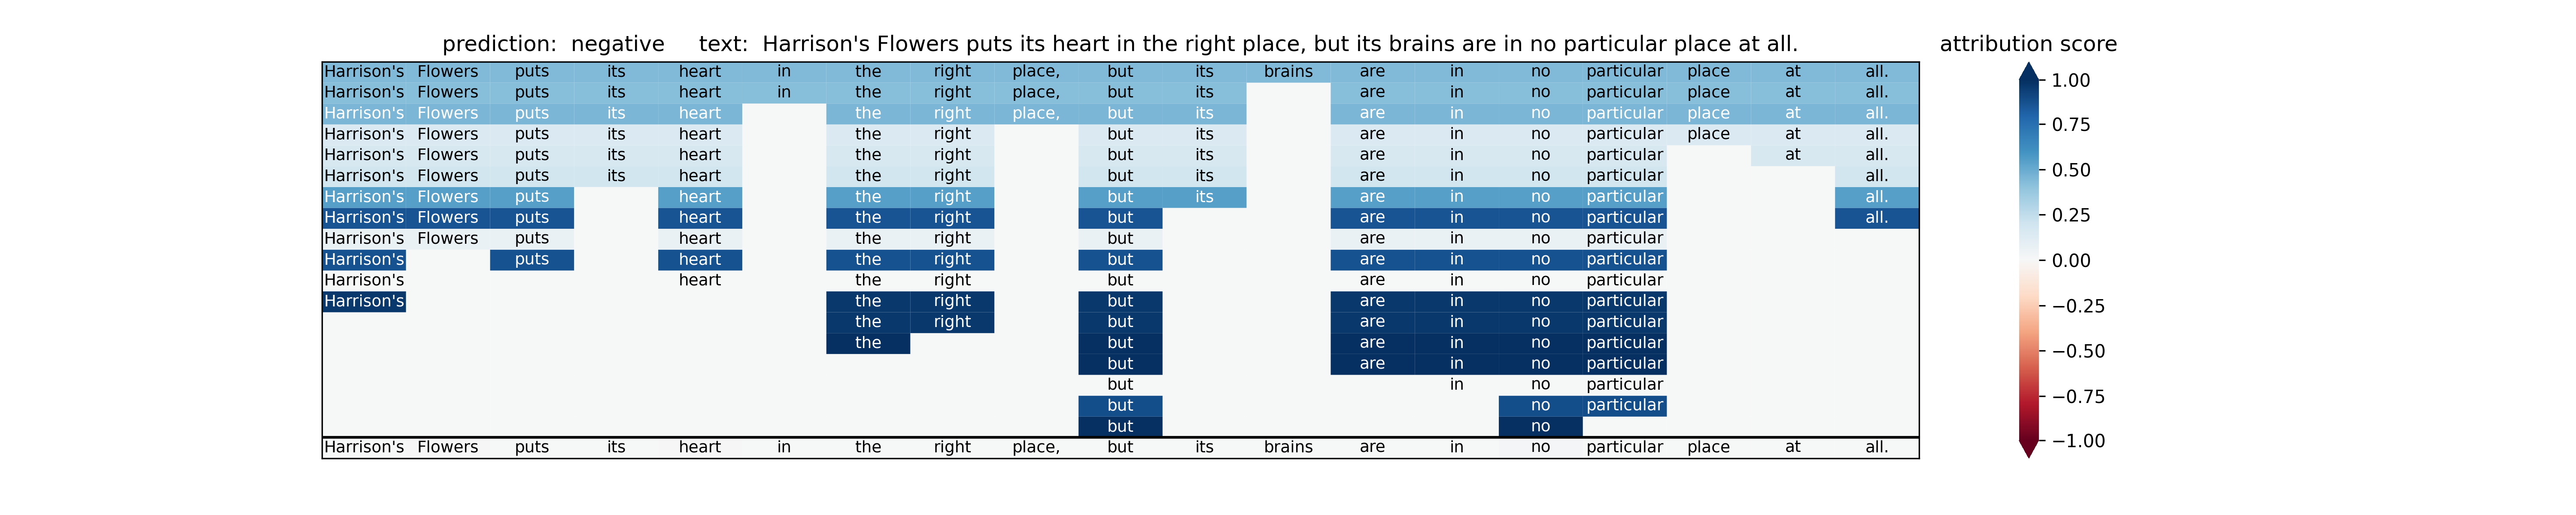 prediction: negative text: Harrison's Flowers puts its heart in the right place, but its brains are in no particular place at all. attribution score
Harrison's Flowers puts its heart in the right place, but its brains are in no particular place at all.
Harrison's Flowers puts its heart in the right place, but its are in no particular place at all.
Harrison's Flowers puts its heart the right place, but its are in no particular place at all.
Harrison's Flowers puts its heart the right but its are in no particular place at all.
Harrison's Flowers puts its heart the right but its are in no particular at all.
Harrison's Flowers puts its heart the right but its are in no particular all.
Harrison's Flowers puts heart the right but its are in no particular all.
Harrison's Flowers puts heart the right but are in no particular all.
Harrison's Flowers puts heart the right but are in no particular
Harrison's puts heart the right but are in no particular
Harrison's heart the right but are in no particular
Harrison's the right but are in no particular
the right but are in no particular
the but are in no particular
but are in no particular
but in no particular
but no particular
but no
Harrison's Flowers puts its heart in the right place, but its brains are in no particular place at all.
1.00
0.75
0.50
0.25
0.00
−0.25
−0.50
−0.75
−1.00